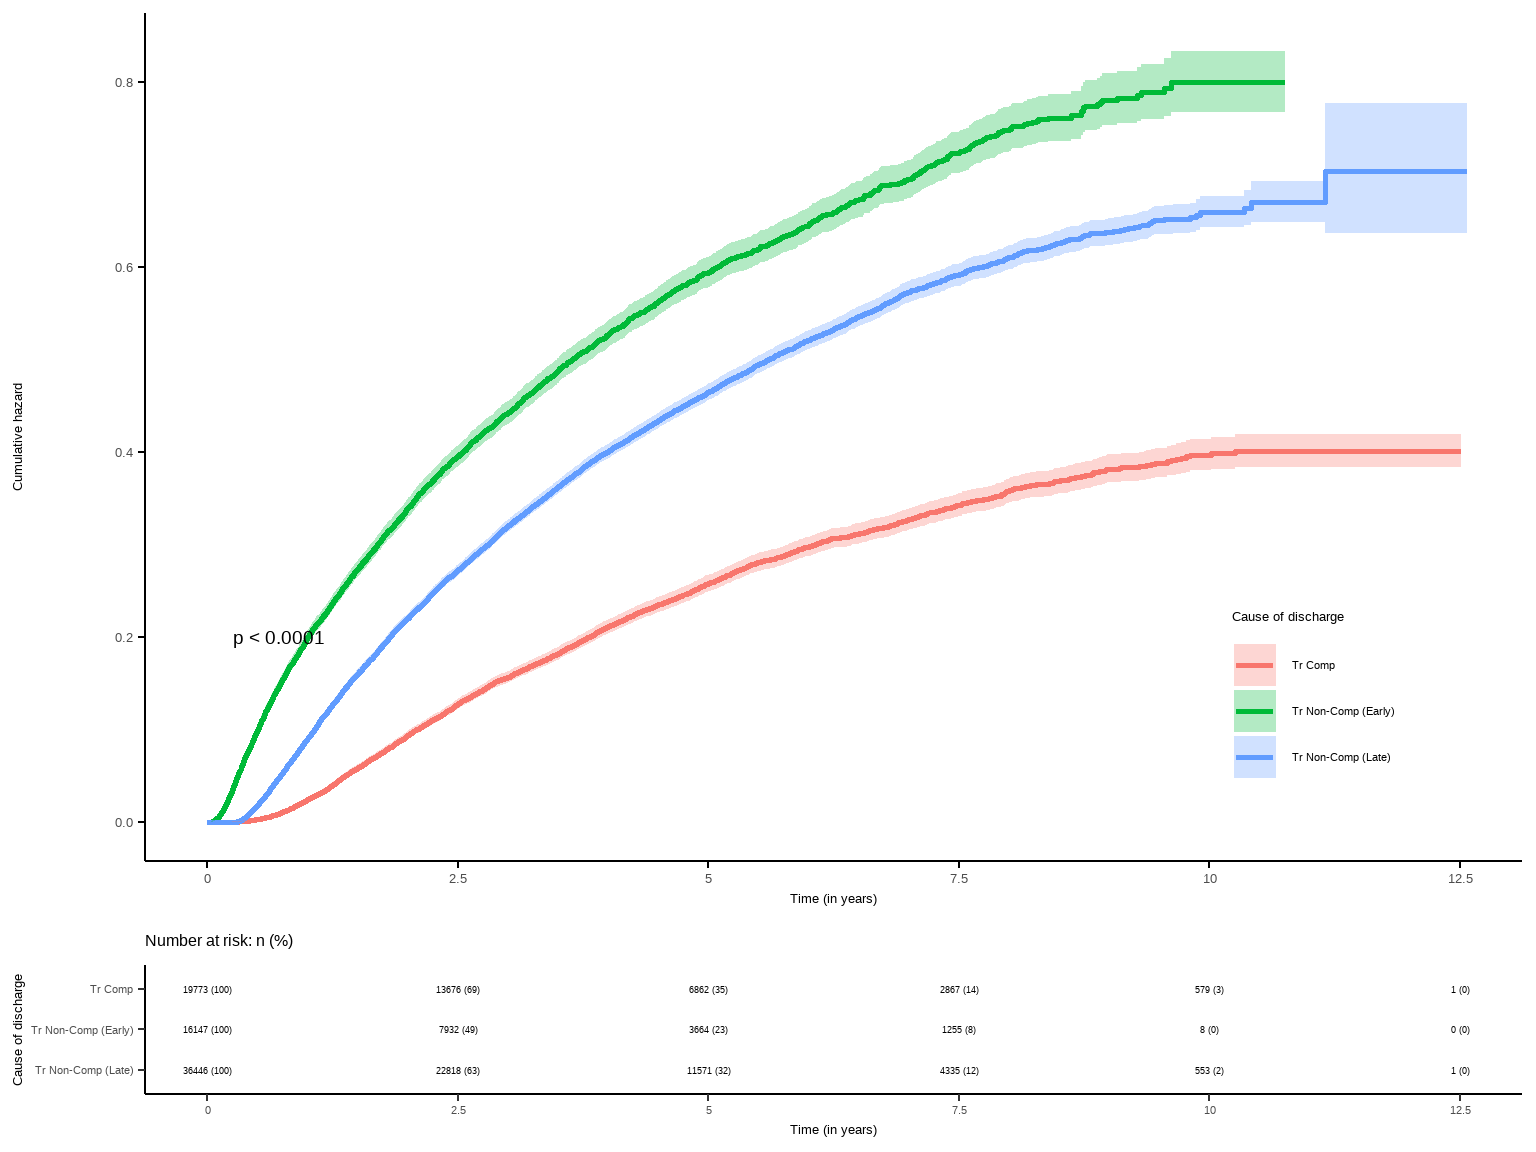 0.8
0.6
0.4
0.2
0.0
Cumulative hazard
p < 0.0001
Cause of discharge
Tr Comp
Tr Non-Comp (Early)
Tr Non-Comp (Late)
0 2.5 5 7.5 10 12.5
Time (in years)
Number at risk: n (%)
Cause of discharge
Tr Comp 19773 (100) 13676 (69) 6862 (35) 2867 (14) 579 (3) 1 (0)
Tr Non-Comp (Early) 16147 (100) 7932 (49) 3664 (23) 1255 (8) 8 (0) 0 (0)
Tr Non-Comp (Late) 36446 (100) 22818 (63) 11571 (32) 4335 (12) 553 (2) 1 (0)
0 2.5 5 7.5 10 12.5
Time (in years)